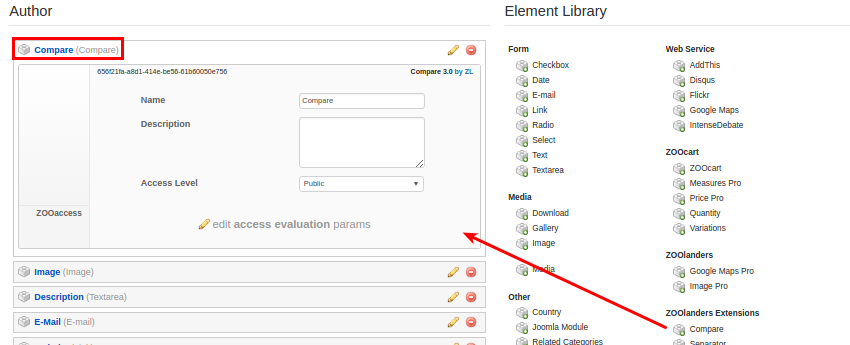 Author
Compare (Compare)
656f21fa-a8d1-414e-be56-61b60050e756
Compare 3.0 by ZL
Name
Compare
Description
Access Level
Public
ZOOaccess
edit access evaluation params
Image (Image)
Description (Textarea)
E-Mail (E-mail)
Element Library
Form
Checkbox
Date
E-mail
Link
Radio
Select
Text
Textarea
Media
Download
Gallery
Image
Media
Other
Country
Joomla Module
Related Categories
Web Service
AddThis
Disqus
Flickr
Google Maps
IntenseDebate
ZOOcart
ZOOcart
Measures Pro
Price Pro
Quantity
Variations
ZOOlanders
Google Maps Pro
Image Pro
ZOOlanders Extensions
Compare
Separator